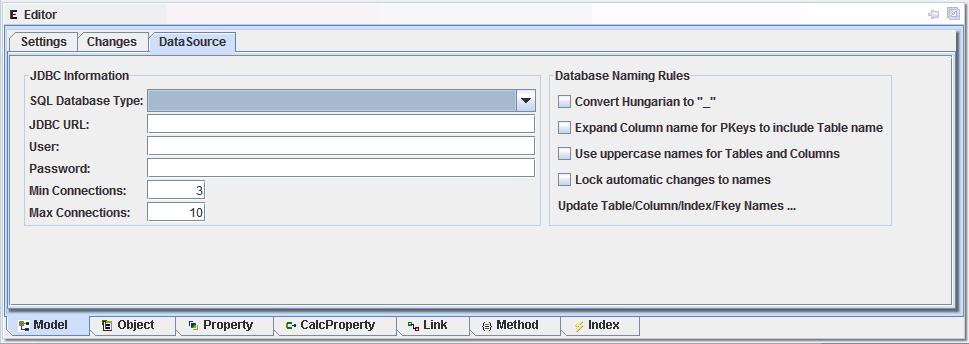 E Editor
Settings Changes DataSource
JDBC Information
SQL Database Type:
JDBC URL:
User:
Password:
Min Connections: 3
Max Connections: 10
Database Naming Rules
Convert Hungarian to "_"
Expand Column name for PKeys to include Table name
Use uppercase names for Tables and Columns
Lock automatic changes to names
Update Table/Column/Index/Fkey Names ...
Model Object Property CalcProperty Link Method Index